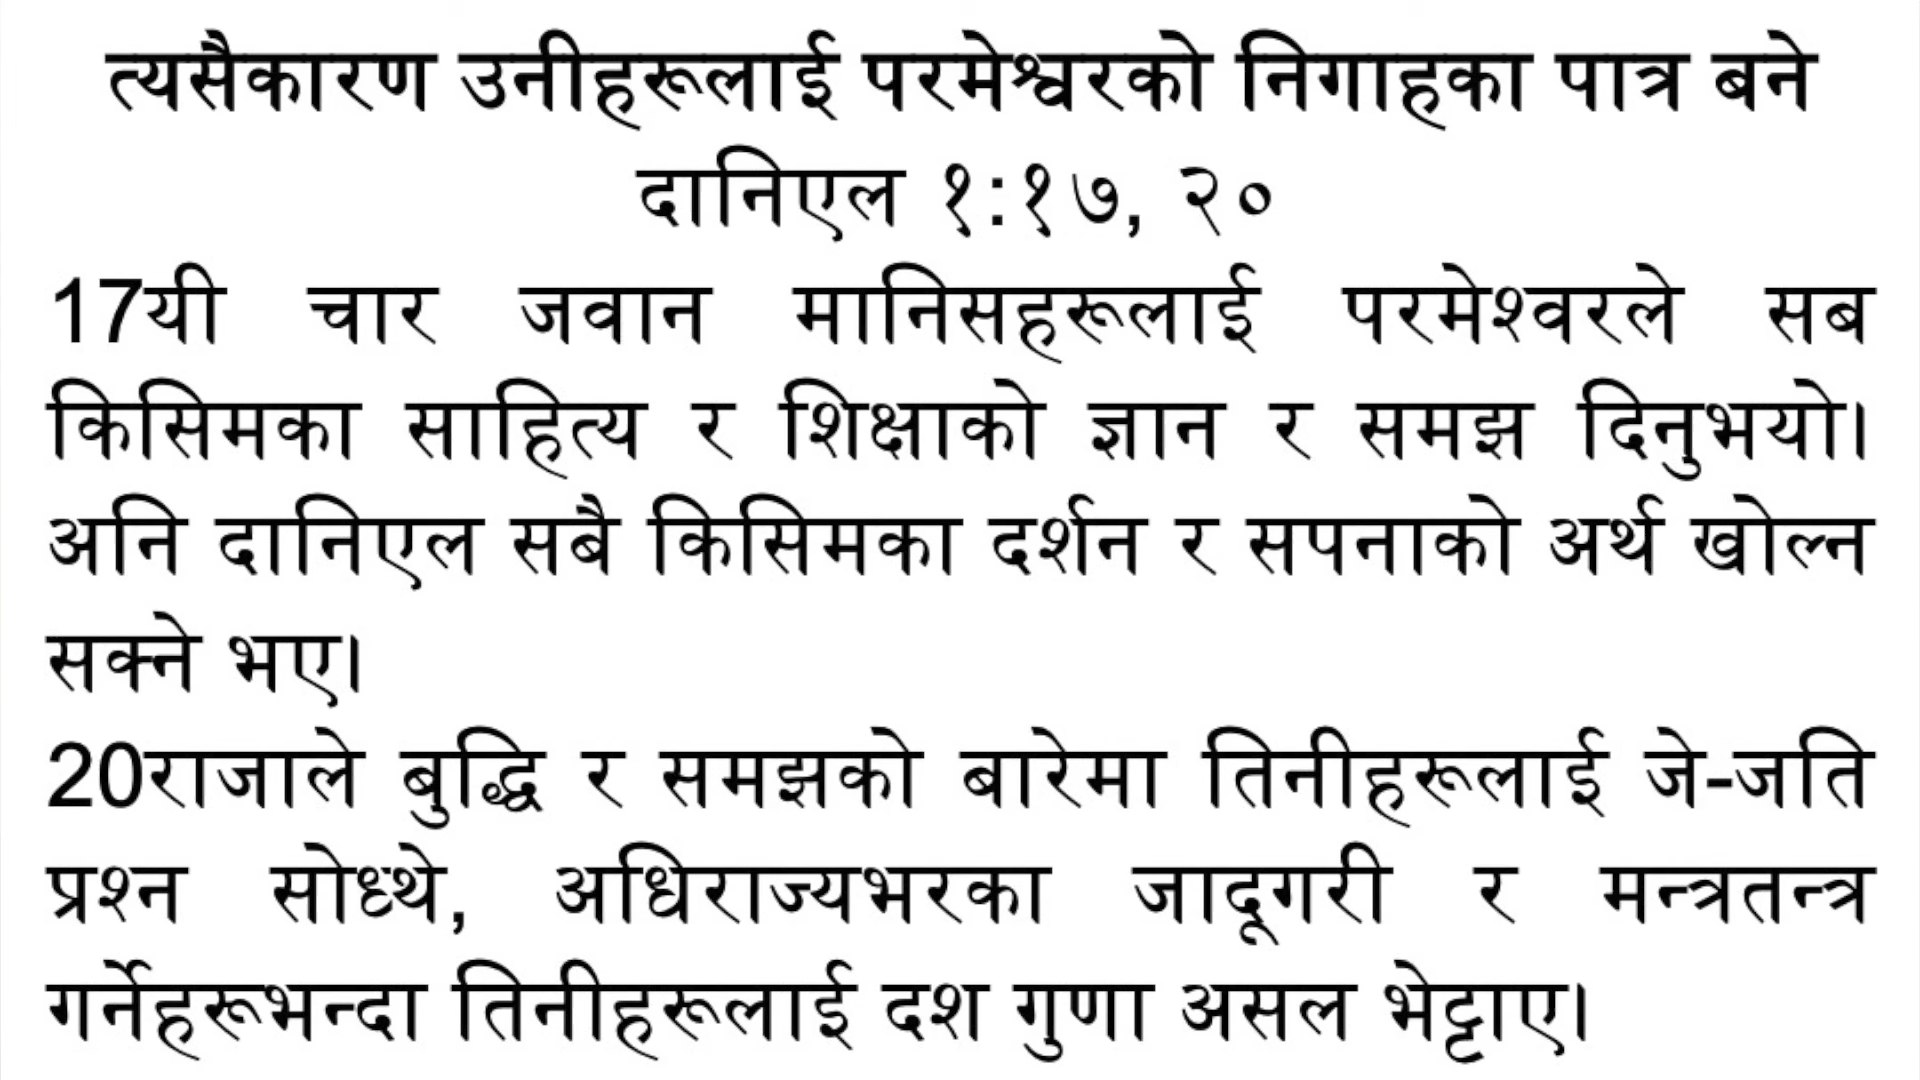 त्यसैकारण उनीहरूलाई परमेश्वरको निगाहका पात्र बने
दानिएल १:१७, २०
17यी चार जवान मानिसहरूलाई परमेश्‍वरले सब
किसिमका साहित्य र शिक्षाको ज्ञान र समझ दिनुभयो।
अनि दानिएल सबै किसिमका दर्शन र सपनाको अर्थ खोल्न
सक्ने भए।
20राजाले बुद्धि र समझको बारेमा तिनीहरूलाई जे-जति
प्रश्‍न सोध्थे, अधिराज्यभरका जादूगरी र मन्त्रतन्त्र
गर्नेहरूभन्दा तिनीहरूलाई दश गुणा असल भेट्टाए।